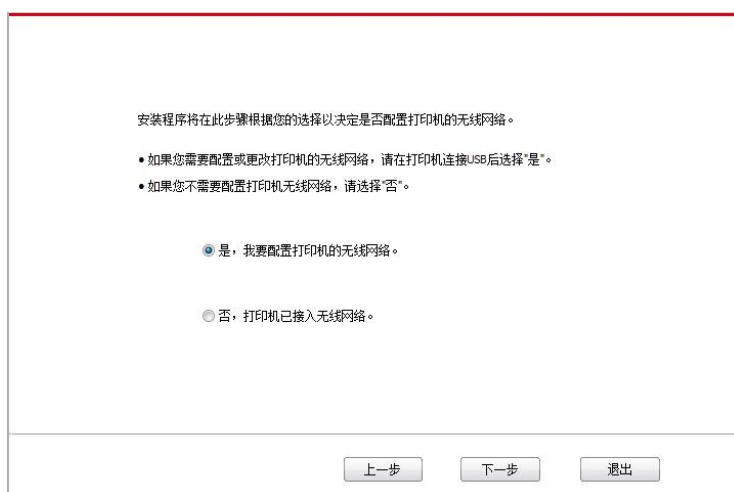 安装程序将在此步骤根据您的选择以决定是否配置打印机的无线网络。
• 如果您需要配置或更改打印机的无线网络，请在打印机连接USB后选择"是"。
• 如果您不需要配置打印机无线网络，请选择"否"。
是，我要配置打印机的无线网络。
否，打印机已接入无线网络。
上一步 下一步 退出